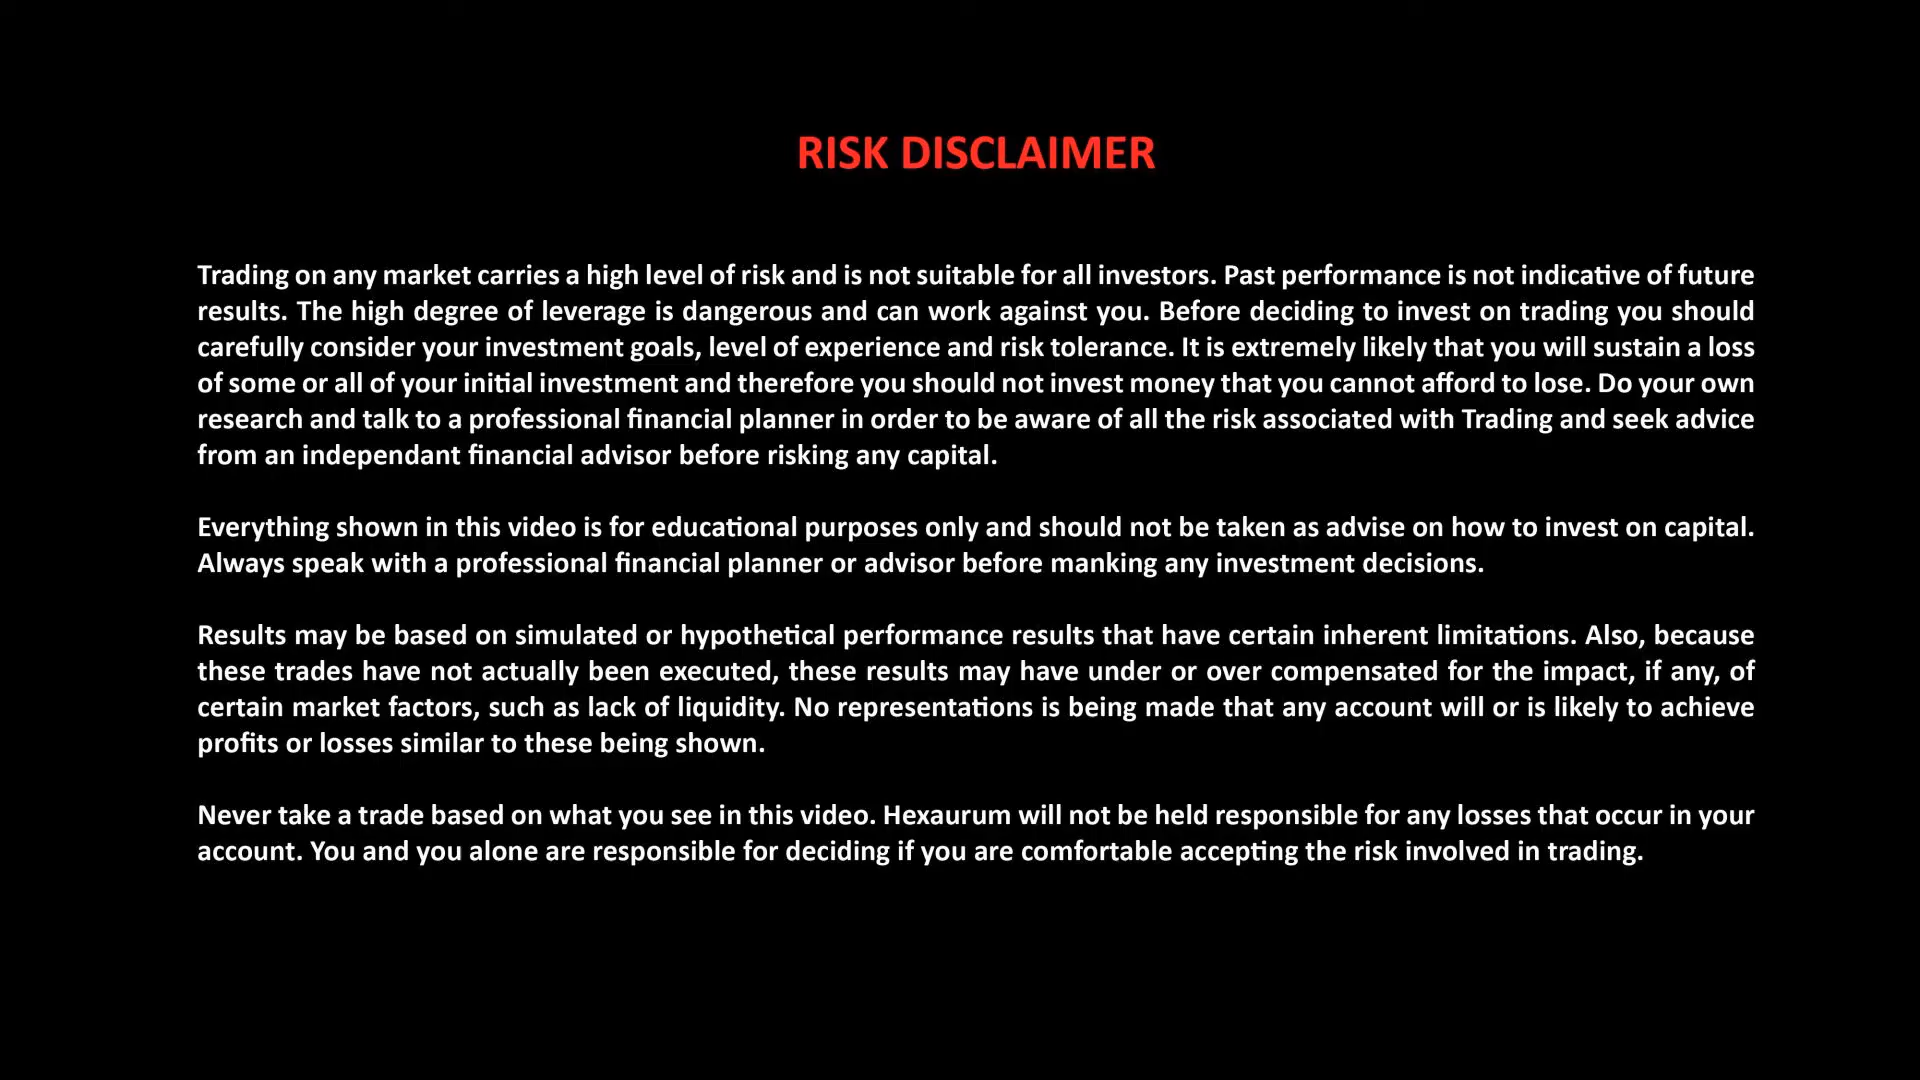 RISK DISCLAIMER
Trading on any market carries a high level of risk and is not suitable for all investors. Past performance is not indicative of future
results. The high degree of leverage is dangerous and can work against you. Before deciding to invest on trading you should
carefully consider your investment goals, level of experience and risk tolerance. It is extremely likely that you will sustain a loss
of some or all of your initial investment and therefore you should not invest money that you cannot afford to lose. Do your own
research and talk to a professional financial planner in order to be aware of all the risk associated with Trading and seek advice
from an independant financial advisor before risking any capital.
Everything shown in this video is for educational purposes only and should not be taken as advise on how to invest on capital.
Always speak with a professional financial planner or advisor before manking any investment decisions.
Results may be based on simulated or hypothetical performance results that have certain inherent limitations. Also, because
these trades have not actually been executed, these results may have under or over compensated for the impact, if any, of
certain market factors, such as lack of liquidity. No representations is being made that any account will or is likely to achieve
profits or losses similar to these being shown.
Never take a trade based on what you see in this video. Hexaurum will not be held responsible for any losses that occur in your
account. You and you alone are responsible for deciding if you are comfortable accepting the risk involved in trading.